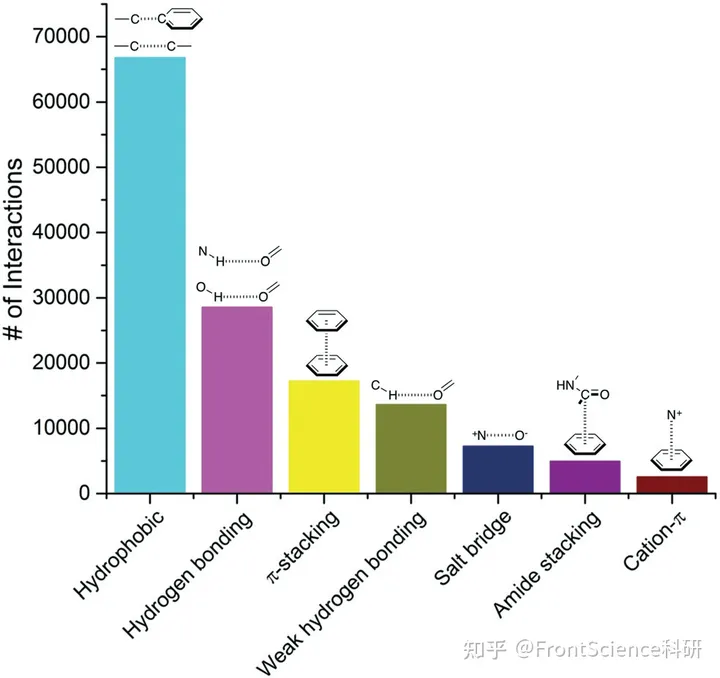 # of Interactions
70000
60000
50000
40000
30000
20000
10000
0
C C
C C
N H O
O H O
C H O
+N O-
HN C O
N+
Hydrophobic
Hydrogen bonding
π-stacking
Weak hydrogen bonding
Salt bridge
Amide stacking
Cation-π
知乎 @FrontScience科研